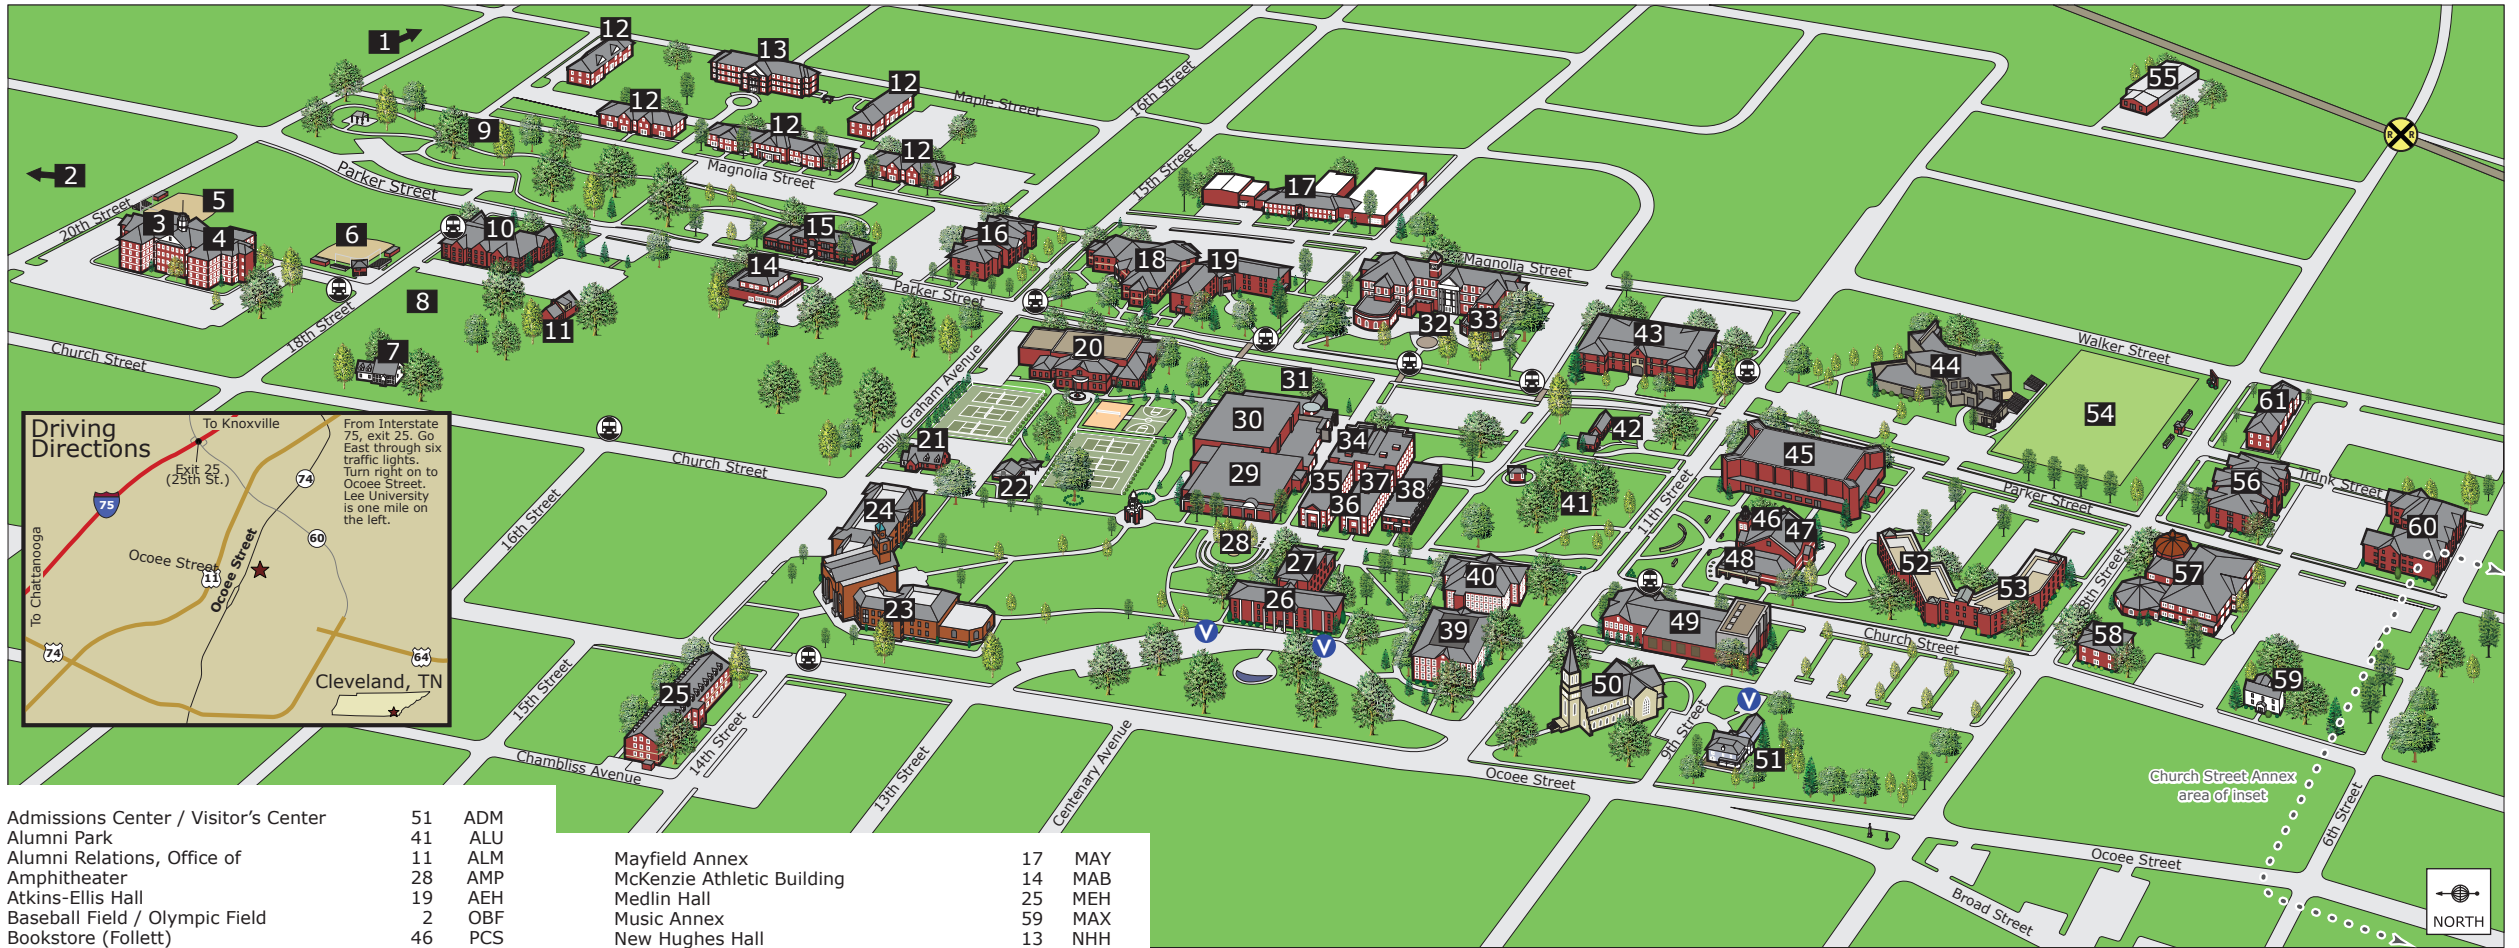 1
12
13
12
Maple Street
16th Street
55
R R
12
9
12
12
15th Street
2
Parker Street
Magnolia Street
17
20th Street
3
5
4
6
10
15
16
18
19
Magnolia Street
14
Parker Street
8
11
18th Street
32
33
43
Church Street
7
20
Walker Street
44
Billy Graham Avenue
31
54
61
30
21
34
42
45
Church Street
22
29
35
37
38
36
41
11th Street
Parker Street
56
Trunk Street
16th Street
24
28
46
47
60
27
48
52
53
57
40
8th Street
23
26
V
V
39
49
58
Church Street
15th Street
25
50
V
59
14th Street
9th Street
51
Chambliss Avenue
13th Street
Centenary Avenue
Ocoee Street
Church Street Annex
area of inset
6th Street
Ocoee Street
Broad Street
NORTH
Driving
Directions
To Knoxville
From Interstate
75, exit 25. Go
East through six
traffic lights.
Turn right on to
Ocoee Street.
Lee University
is one mile on
the left.
Exit 25
(25th St.)
74
75
60
To Chattanooga
Ocoee Street
11
Ocoee Street
74
64
Cleveland, TN
Admissions Center / Visitor's Center 51 ADM
Alumni Park 41 ALU
Alumni Relations, Office of 11 ALM
Amphitheater 28 AMP
Atkins-Ellis Hall 19 AEH
Baseball Field / Olympic Field 2 OBF
Bookstore (Follett) 46 PCS
Mayfield Annex 17 MAY
McKenzie Athletic Building 14 MAB
Medlin Hall 25 MEH
Music Annex 59 MAX
New Hughes Hall 13 NHH